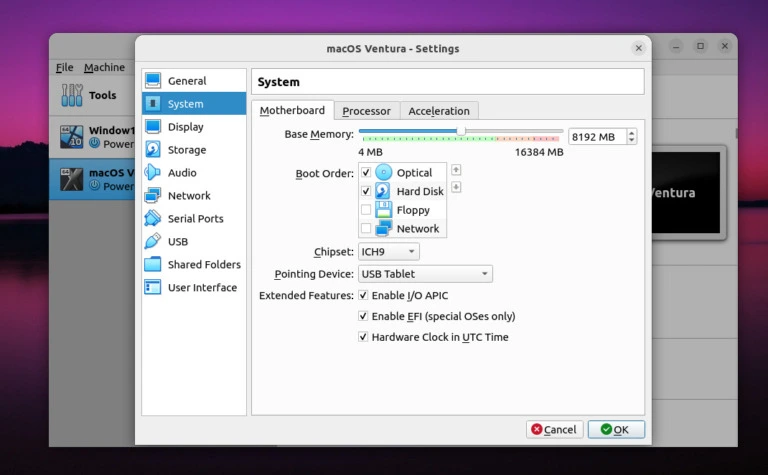 macOS Ventura - Settings
File Machine
Tools
Window1
Power
macOS V
Power
Ventura
General
System
Display
Storage
Audio
Network
Serial Ports
USB
Shared Folders
User Interface
System
Motherboard Processor Acceleration
Base Memory: 8192 MB
4 MB 16384 MB
Boot Order: Optical
Hard Disk
Floppy
Network
Chipset: ICH9
Pointing Device: USB Tablet
Extended Features: Enable I/O APIC
Enable EFI (special OSes only)
Hardware Clock in UTC Time
Cancel OK